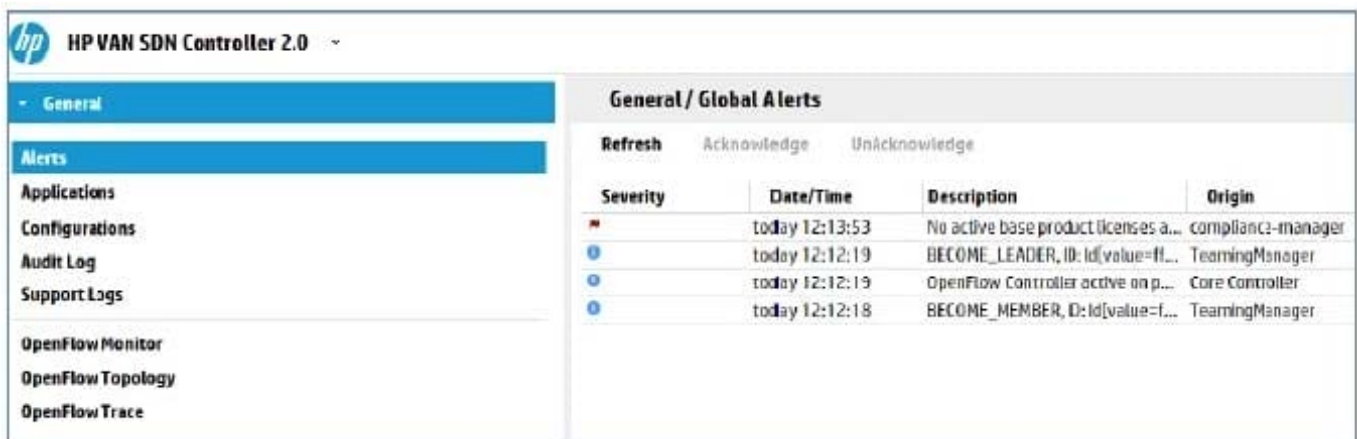 hp HP VAN SDN Controller 2.0
General
Alerts
Applications
Configurations
Audit Log
Support Logs
OpenFlow Monitor
OpenFlow Topology
OpenFlow Trace
General / Global Alerts
Refresh Acknowledge UnAcknowledge
Severity Date/Time Description Origin
today 12:13:53 No active base product licenses a... compliance-manager
today 12:12:19 BECOME_LEADER, ID: Id[value=ff... TeamingManager
today 12:12:19 OpenFlow Controller active on p... Core Controller
today 12:12:18 BECOME_MEMBER, ID: Id[value=f... TeamingManager